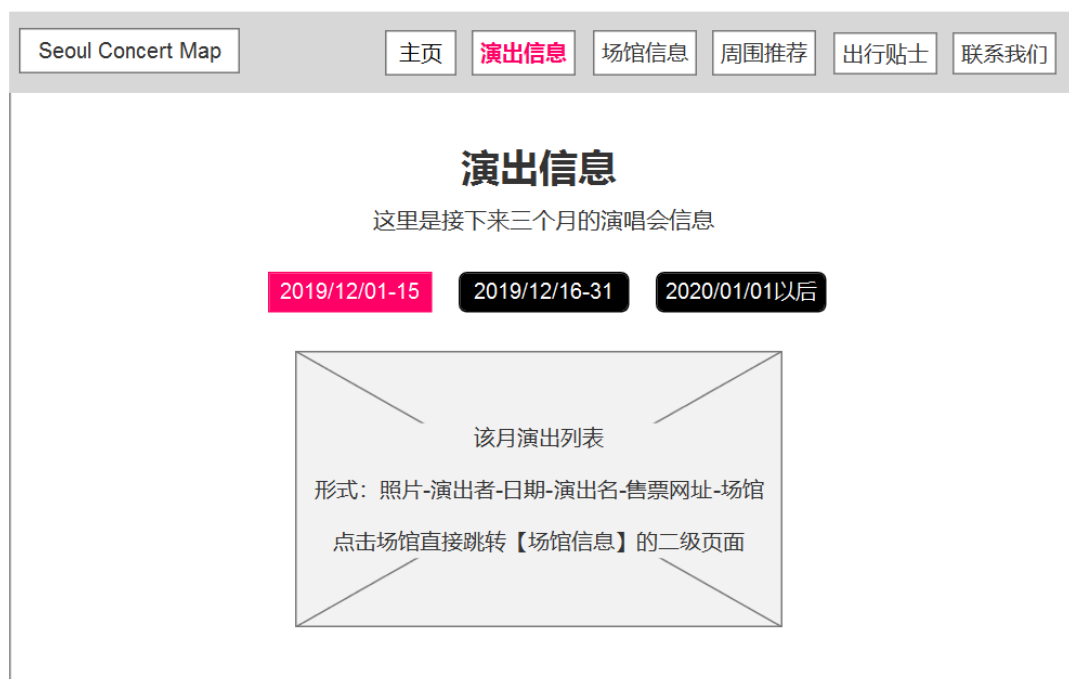 Seoul Concert Map 主页 演出信息 场馆信息 周围推荐 出行贴士 联系我们
演出信息
这里是接下来三个月的演唱会信息
2019/12/01-15 2019/12/16-31 2020/01/01以后
该月演出列表
形式：照片-演出者-日期-演出名-售票网址-场馆
点击场馆直接跳转【场馆信息】的二级页面